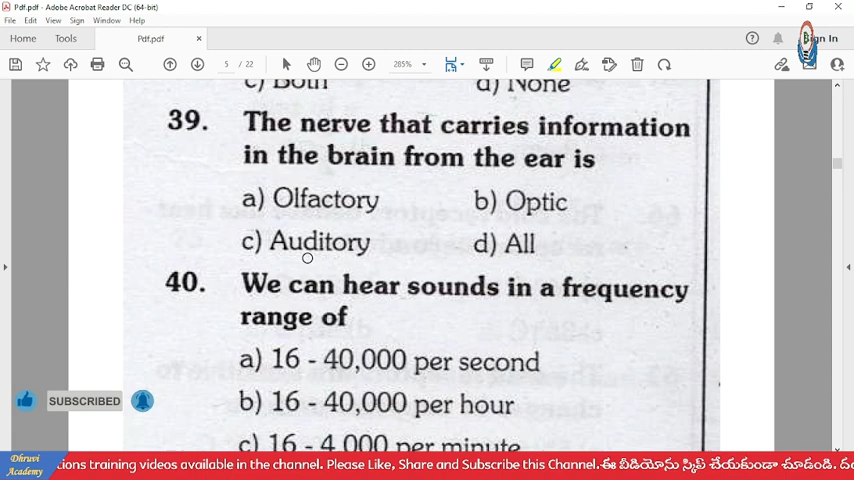 Pdf.pdf - Adobe Acrobat Reader DC (64-bit)
File Edit View Sign Window Help
Home Tools Pdf.pdf × Sign In
5 / 22 285%
c) Both d) None
39. The nerve that carries information
in the brain from the ear is
a) Olfactory b) Optic
c) Auditory d) All
40. We can hear sounds in a frequency
range of
a) 16 - 40,000 per second
b) 16 - 40,000 per hour
c) 16 - 4,000 per minute
SUBSCRIBED
Dhruvi
Academy
tions training videos available in the channel. Please Like, Share and Subscribe this Channel. ఈ వీడియోను స్కిప్ చేయకుండా చూడండి.